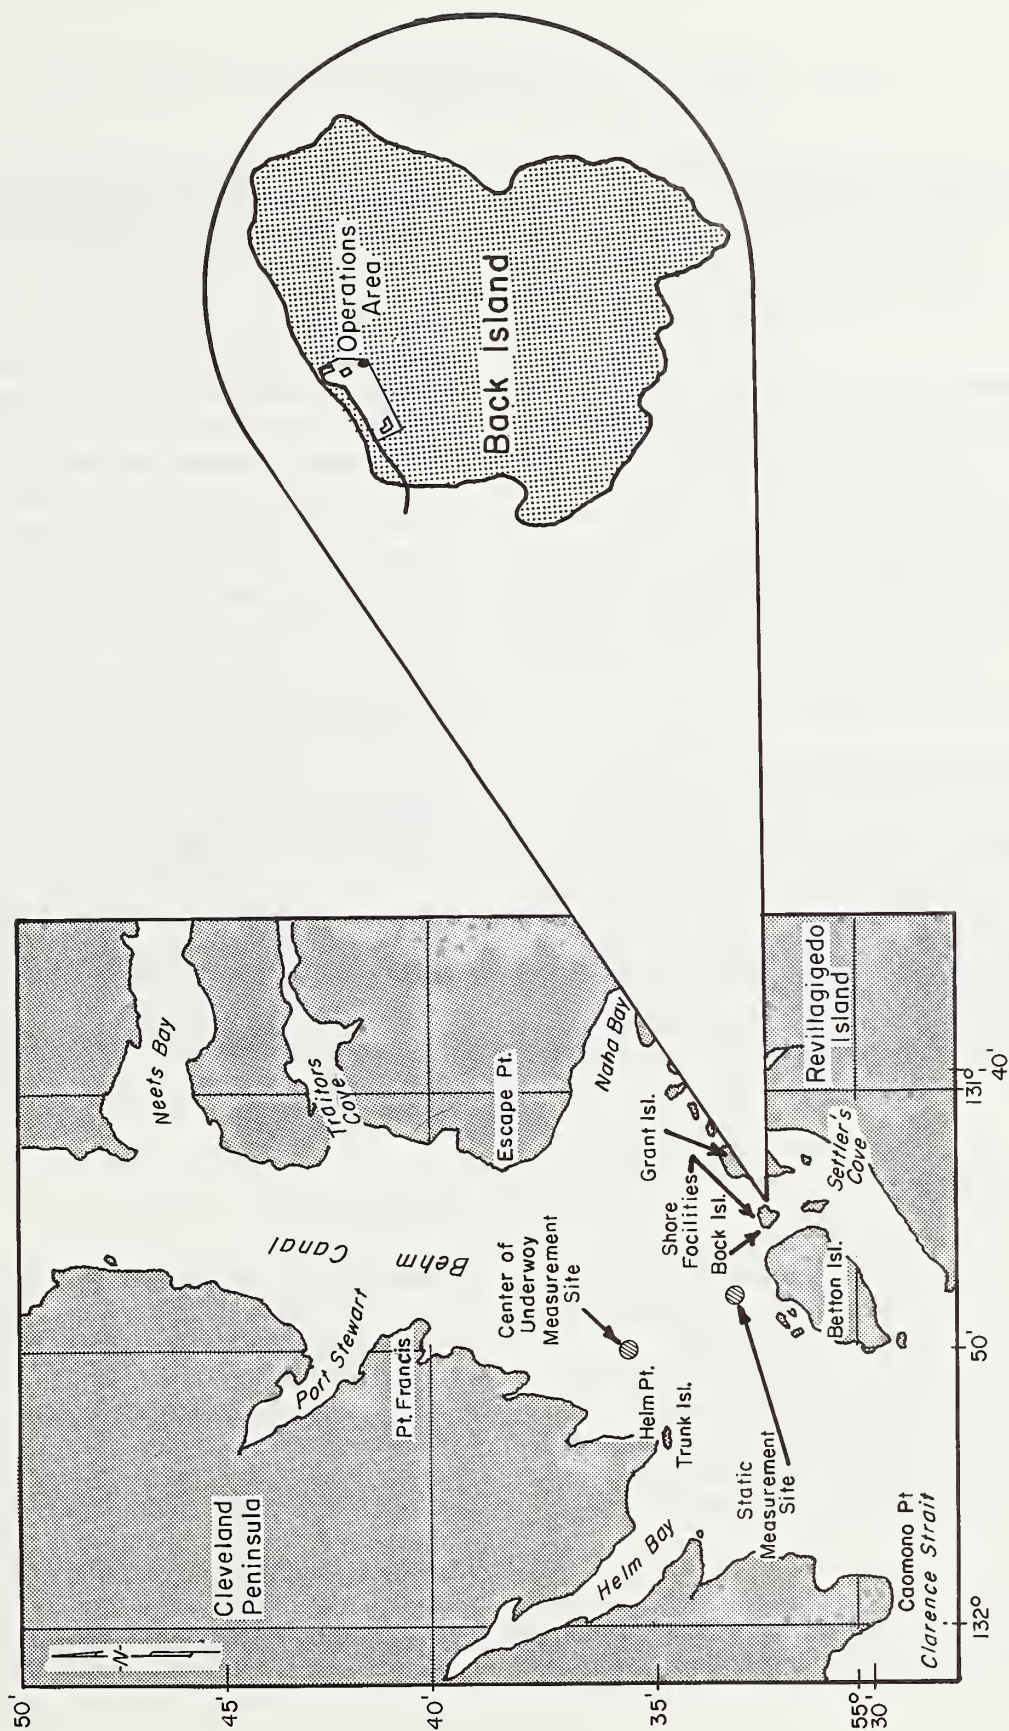 50'
45'
40'
35'
55°
30'
132°
50'
131°
40'
-N-
Cleveland
Peninsula
Port Stewart
Pt. Francis
Behm
Canal
Neets Bay
Traitors
Cove
Escape Pt.
Naha Bay
Center of
Underway
Measurement
Site
Helm Pt.
Trunk Isl.
Helm Bay
Static
Measurement
Site
Shore
Facilities
Grant Isl.
Back Isl.
Betton Isl.
Settler's
Cove
Revillagigedo
Island
Caamono Pt
Clarence Strait
Operations
Area
Back Island